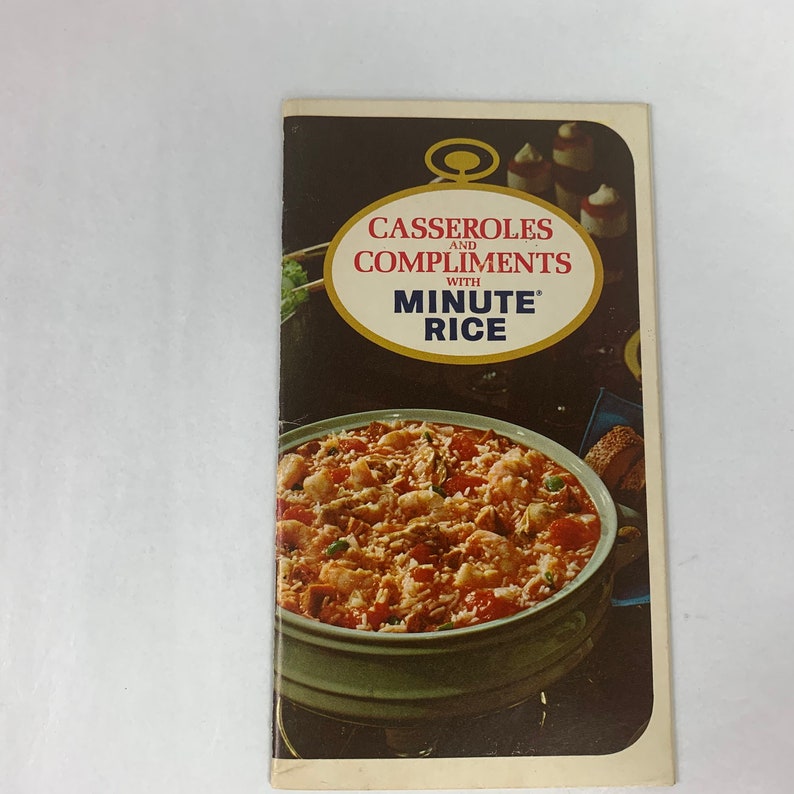 CASSEROLES
AND
COMPLIMENTS
WITH
MINUTE®
RICE